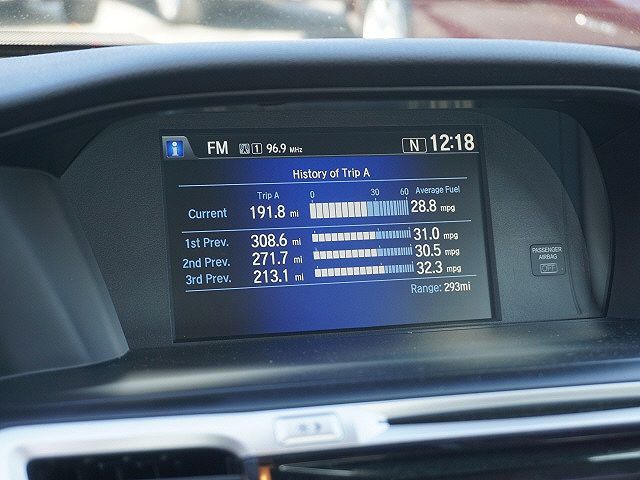 i FM 1 96.9 MHz N 12:18
History of Trip A
Trip A 0 30 60 Average Fuel
Current 191.8 mi 28.8 mpg
1st Prev. 308.6 mi 31.0 mpg
2nd Prev. 271.7 mi 30.5 mpg
3rd Prev. 213.1 mi 32.3 mpg
Range: 293mi
PASSENGER
AIRBAG
OFF